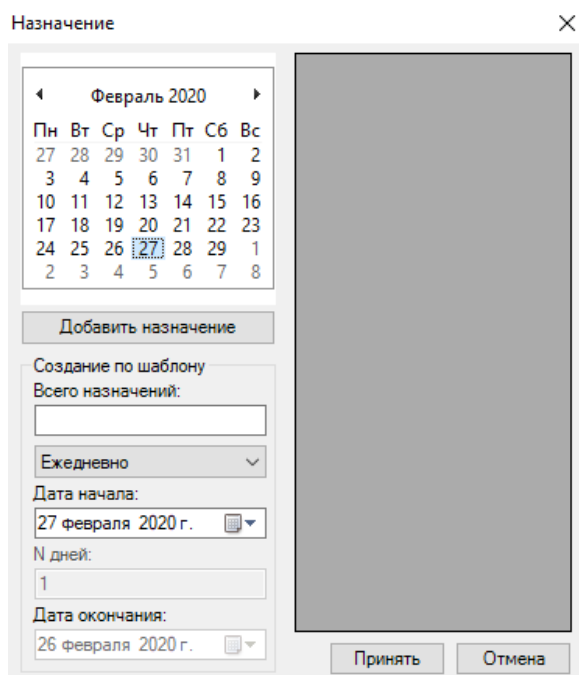 Назначение
Февраль 2020
Пн Вт Ср Чт Пт Сб Вс
27 28 29 30 31 1 2
3 4 5 6 7 8 9
10 11 12 13 14 15 16
17 18 19 20 21 22 23
24 25 26 27 28 29 1
2 3 4 5 6 7 8
Добавить назначение
Создание по шаблону
Всего назначений:
Ежедневно
Дата начала:
27 февраля 2020 г.
N дней:
1
Дата окончания:
26 февраля 2020 г.
Принять Отмена